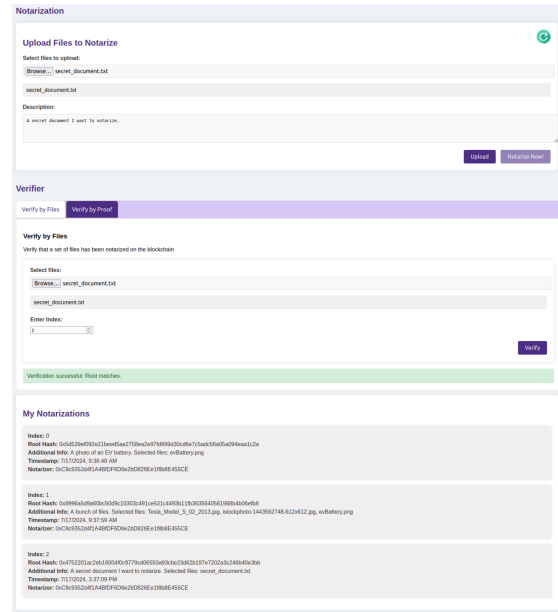 Notarization
Upload Files to Notarize
Select files to upload:
Browse... secret_document.txt
secret_document.txt
Description:
A secret document I want to notarize.
Upload
Notarize Now!
Verifier
Verify by Files
Verify by Proof
Verify by Files
Verify that a set of files has been notarized on the blockchain
Select files:
Browse... secret_document.txt
secret_document.txt
Enter Index:
2
Verify
Verification successful: Root matches.
My Notarizations
Index: 0
Root Hash:
Additional Info: A photo of an EV battery. Selected files: evBattery.png
Timestamp: 7/17/2024, 9:36:49 AM
Notarizer:
Index: 1
Root Hash:
Additional Info: A bunch of files. Selected files: Tesla_Model_S_02_2013.jpg, istockphoto-1443562748-612x612.jpg, evBattery.png
Timestamp: 7/17/2024, 9:37:59 AM
Notarizer:
Index: 2
Root Hash:
Additional Info: A secret document I want to notarize. Selected files: secret_document.txt
Timestamp: 7/17/2024, 3:37:09 PM
Notarizer: